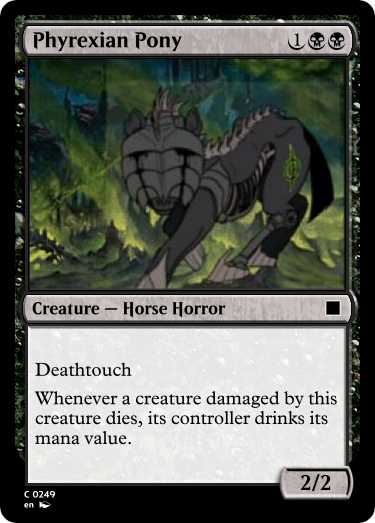 Phyrexian Pony 1
Creature — Horse Horror
Deathtouch
Whenever a creature damaged by this
creature dies, its controller drinks its
mana value.
2/2
C 0249
en